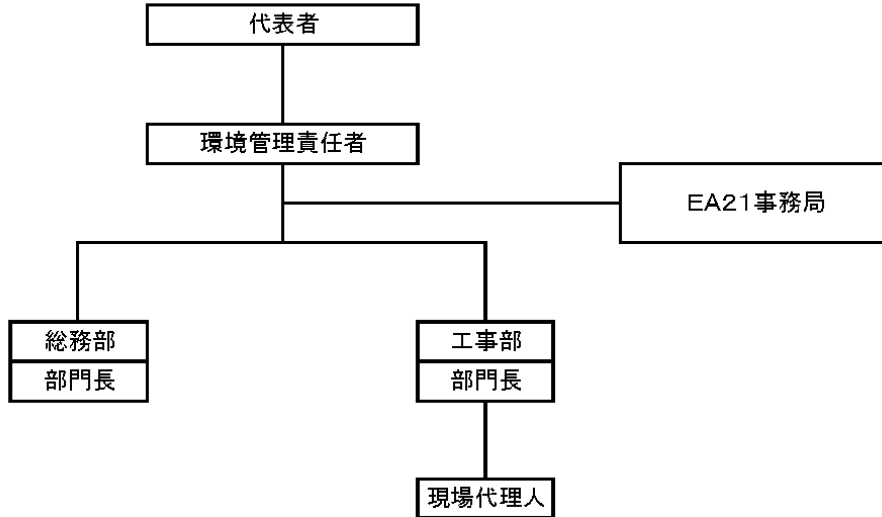 代表者
環境管理責任者
EA21事務局
総務部
部門長
工事部
部門長
現場代理人